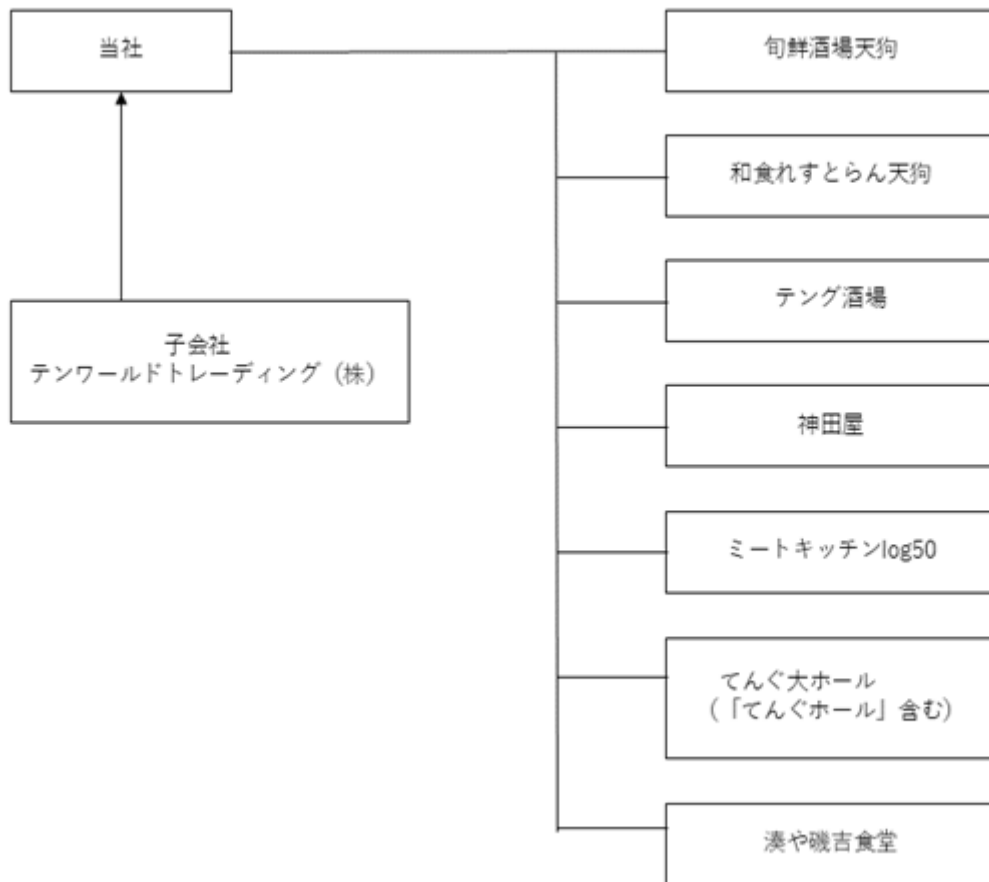 当社
旬鮮酒場天狗
和食れすとらん天狗
テング酒場
子会社
テンワールドトレーディング（株）
神田屋
ミートキッチンlog50
てんぐ大ホール
（「てんぐホール」含む）
湊や磯吉食堂